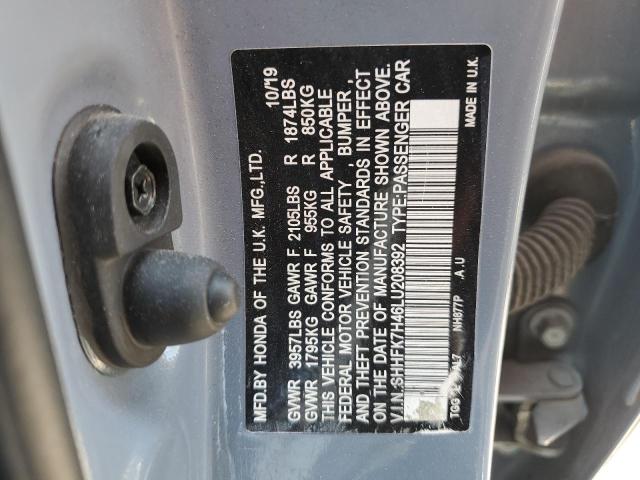 MFD.BY HONDA OF THE U.K. MFG.,LTD. 10/19
GVWR 3957LBS GAWR F 2105LBS R 1874LBS
GVWR 1795KG GAWR F 955KG R 850KG
THIS VEHICLE CONFORMS TO ALL APPLICABLE
FEDERAL MOTOR VEHICLE SAFETY BUMPER ,
AND THEFT PREVENTION STANDARDS IN EFFECT
ON THE DATE OF MANUFACTURE SHOWN ABOVE.
V.I.N.:SHHFK7H46LU208392 TYPE:PASSENGER CAR
TGG NH877P A.U MADE IN U.K.